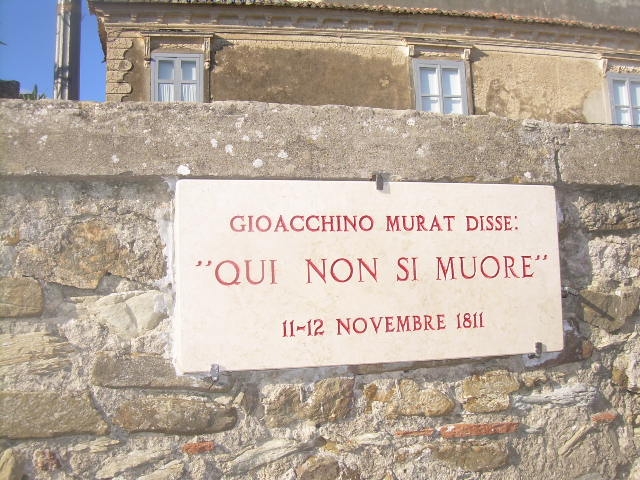 GIOACCHINO MURAT DISSE:
"QUI NON SI MUORE"
11-12 NOVEMBRE 1811